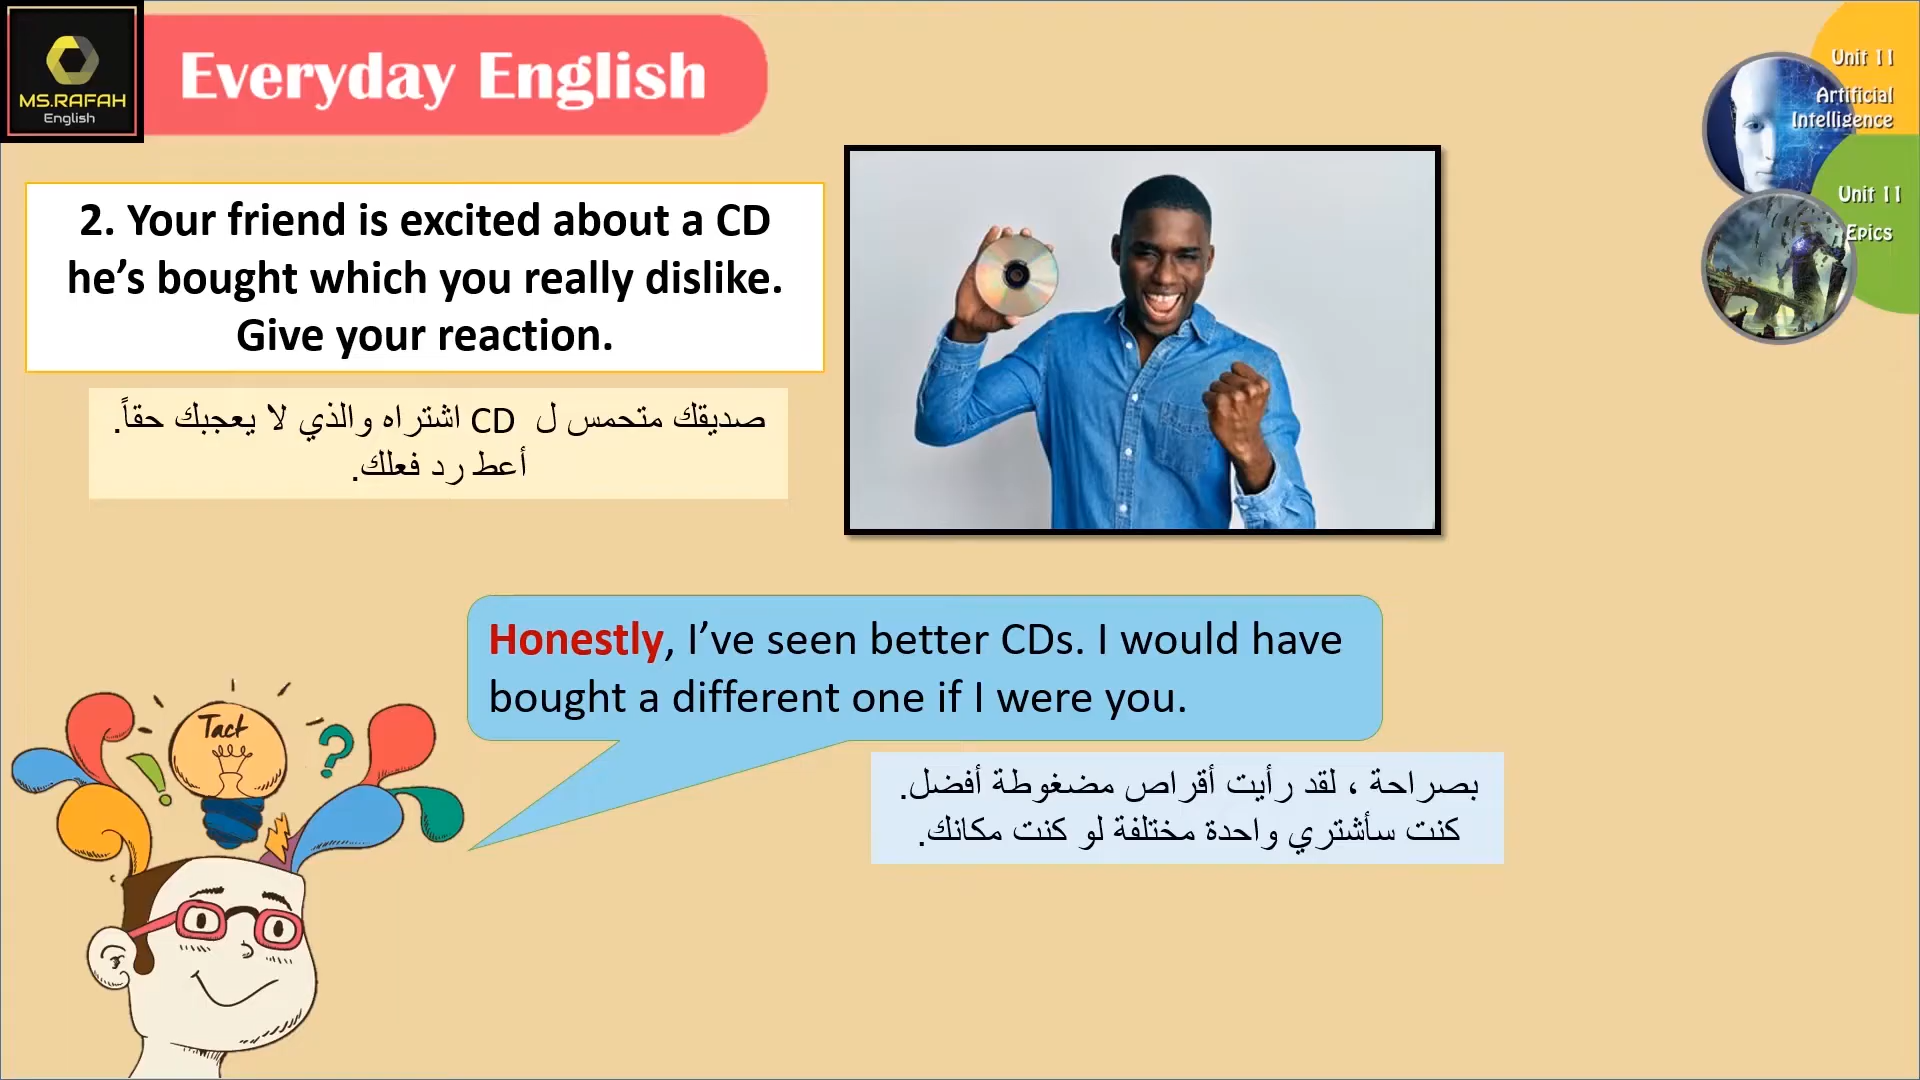 MS.RAFAH
English
Everyday English
Unit 11
Artificial
Intelligence
Unit 11
Epics
2. Your friend is excited about a CD
he’s bought which you really dislike.
Give your reaction.
صديقك متحمس ل CD اشتراه والذي لا يعجبك حقاً.
أعط رد فعلك.
Honestly, I’ve seen better CDs. I would have
bought a different one if I were you.
Tact
بصراحة ، لقد رأيت أقراص مضغوطة أفضل.
كنت سأشتري واحدة مختلفة لو كنت مكانك.